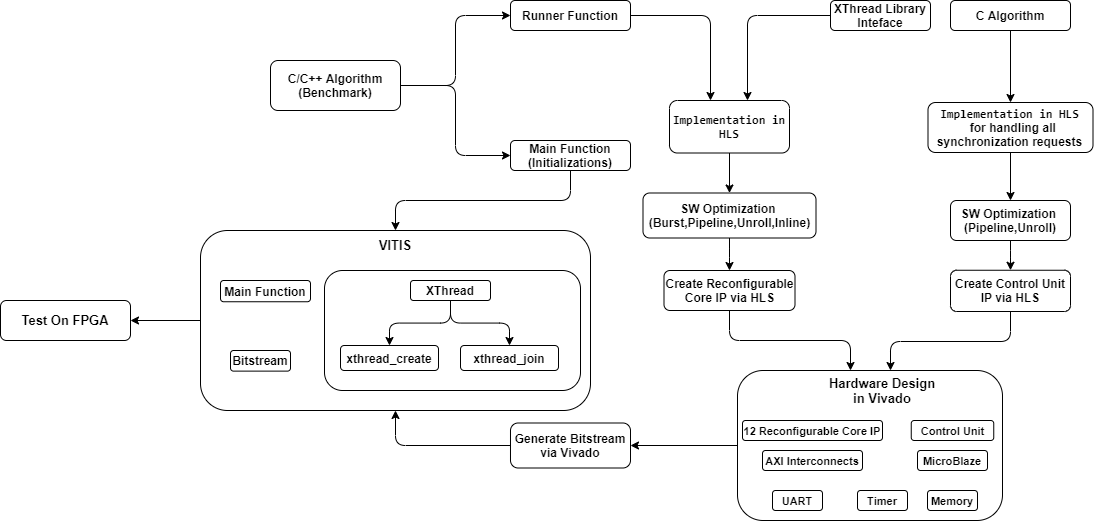 Runner Function
XThread Library
Inteface
C Algorithm
C/C++ Algorithm
(Benchmark)
Implementation in
HLS
Implementation in HLS
for handling all
synchronization requests
Main Function
(Initializations)
SW Optimization
(Burst,Pipeline,Unroll,Inline)
SW Optimization
(Pipeline,Unroll)
VITIS
Main Function
XThread
Create Reconfigurable
Core IP via HLS
Create Control Unit
IP via HLS
Test On FPGA
Bitstream
xthread_create
xthread_join
Hardware Design
in Vivado
12 Reconfigurable Core IP
Control Unit
Generate Bitstream
via Vivado
AXI Interconnects
MicroBlaze
UART
Timer
Memory